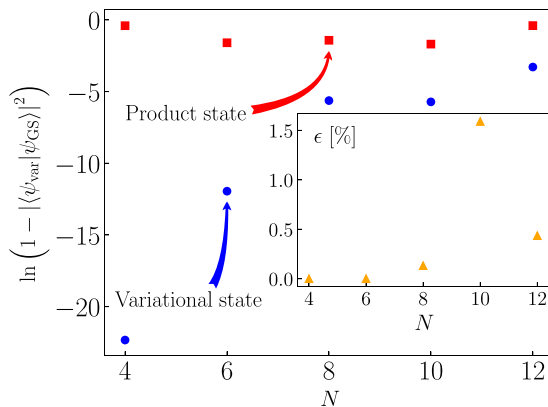 ln (1 − |⟨ψvar|ψGS⟩|²)
0
−5
−10
−15
−20
Product state
Variational state
ϵ [%]
1.5
1.0
0.5
0.0
4 6 8 10 12
N
4 6 8 10 12
N